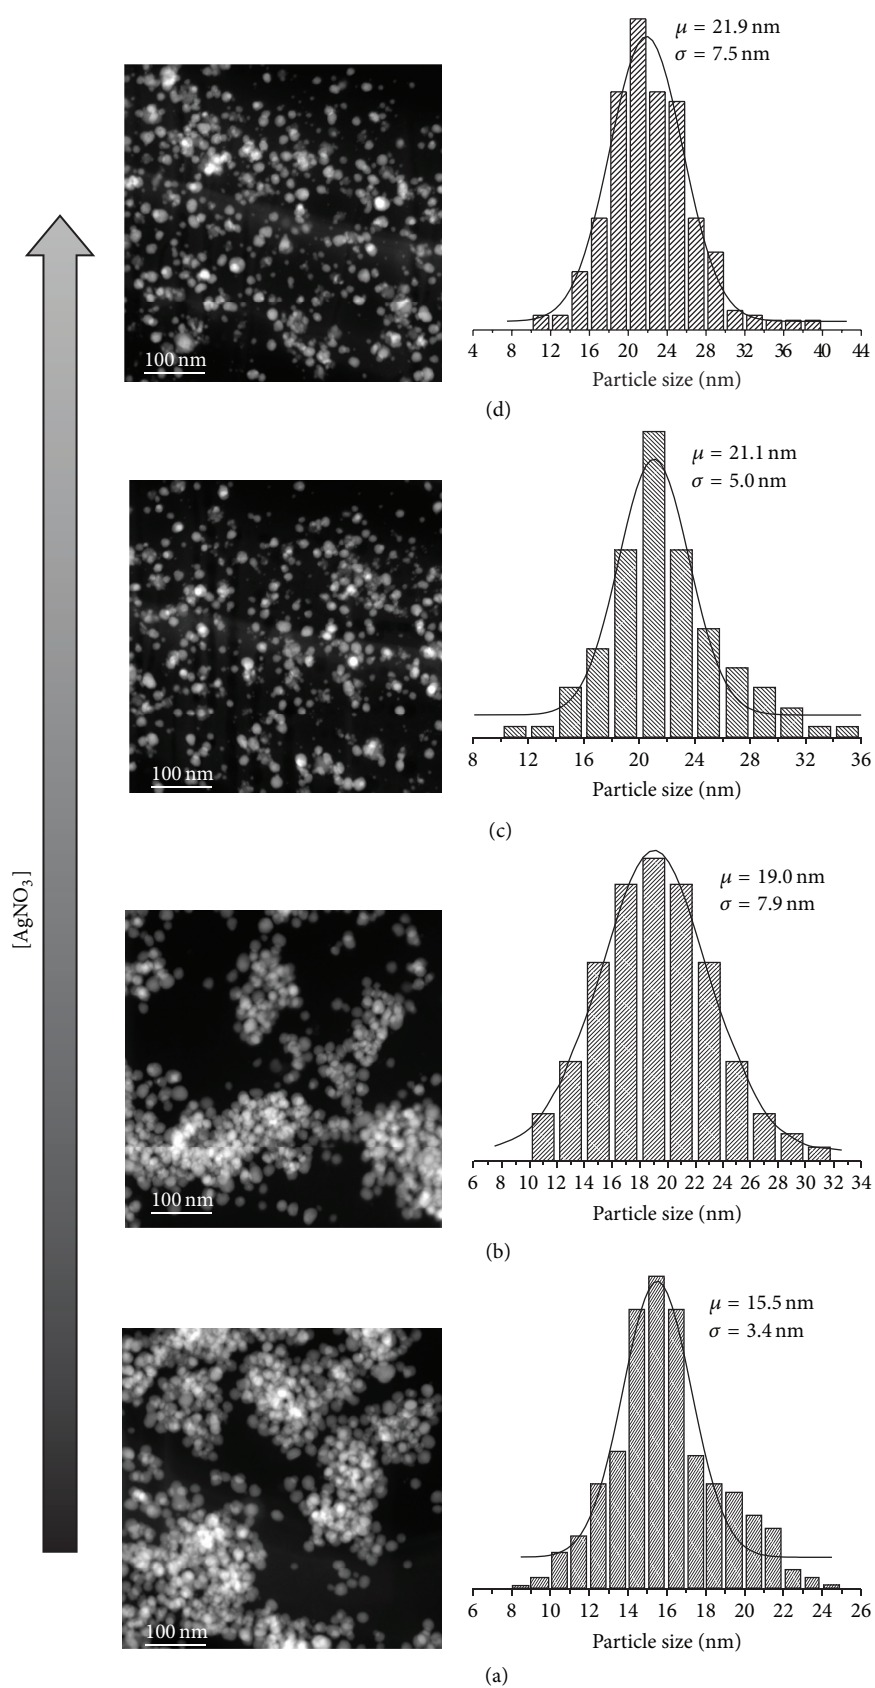 μ = 21.9 nm
σ = 7.5 nm
100 nm
4 8 12 16 20 24 28 32 36 40 44
Particle size (nm)
(d)
μ = 21.1 nm
σ = 5.0 nm
100 nm
8 12 16 20 24 28 32 36
Particle size (nm)
(c)
[AgNO₃]
μ = 19.0 nm
σ = 7.9 nm
100 nm
6 8 10 12 14 16 18 20 22 24 26 28 30 32 34
Particle size (nm)
(b)
μ = 15.5 nm
σ = 3.4 nm
100 nm
6 8 10 12 14 16 18 20 22 24 26
Particle size (nm)
(a)